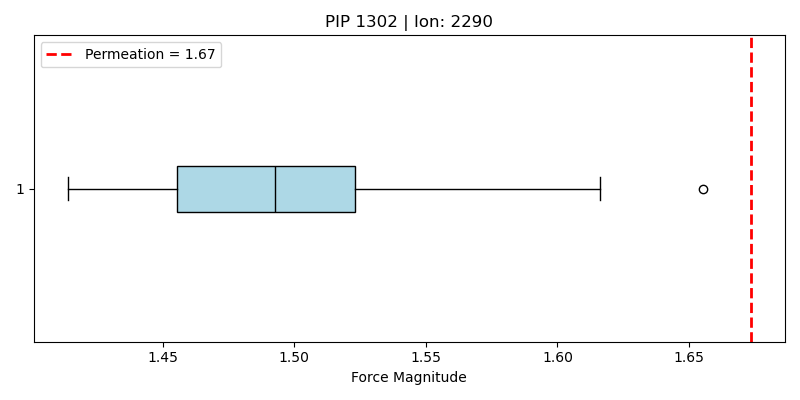 PIP 1302 | Ion: 2290
Permeation = 1.67
1
1.45 1.50 1.55 1.60 1.65
Force Magnitude